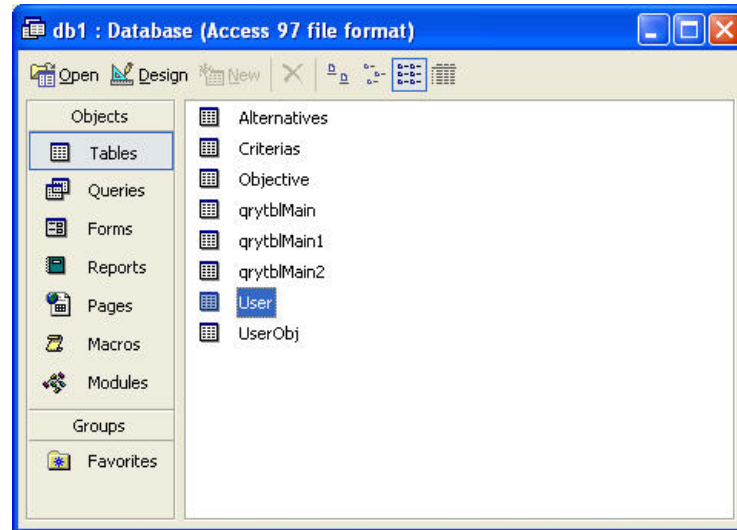 db1 : Database (Access 97 file format)
Open Design New
Objects
Tables
Queries
Forms
Reports
Pages
Macros
Modules
Groups
Favorites
Alternatives
Criterias
Objective
qrytblMain
qrytblMain1
qrytblMain2
User
UserObj